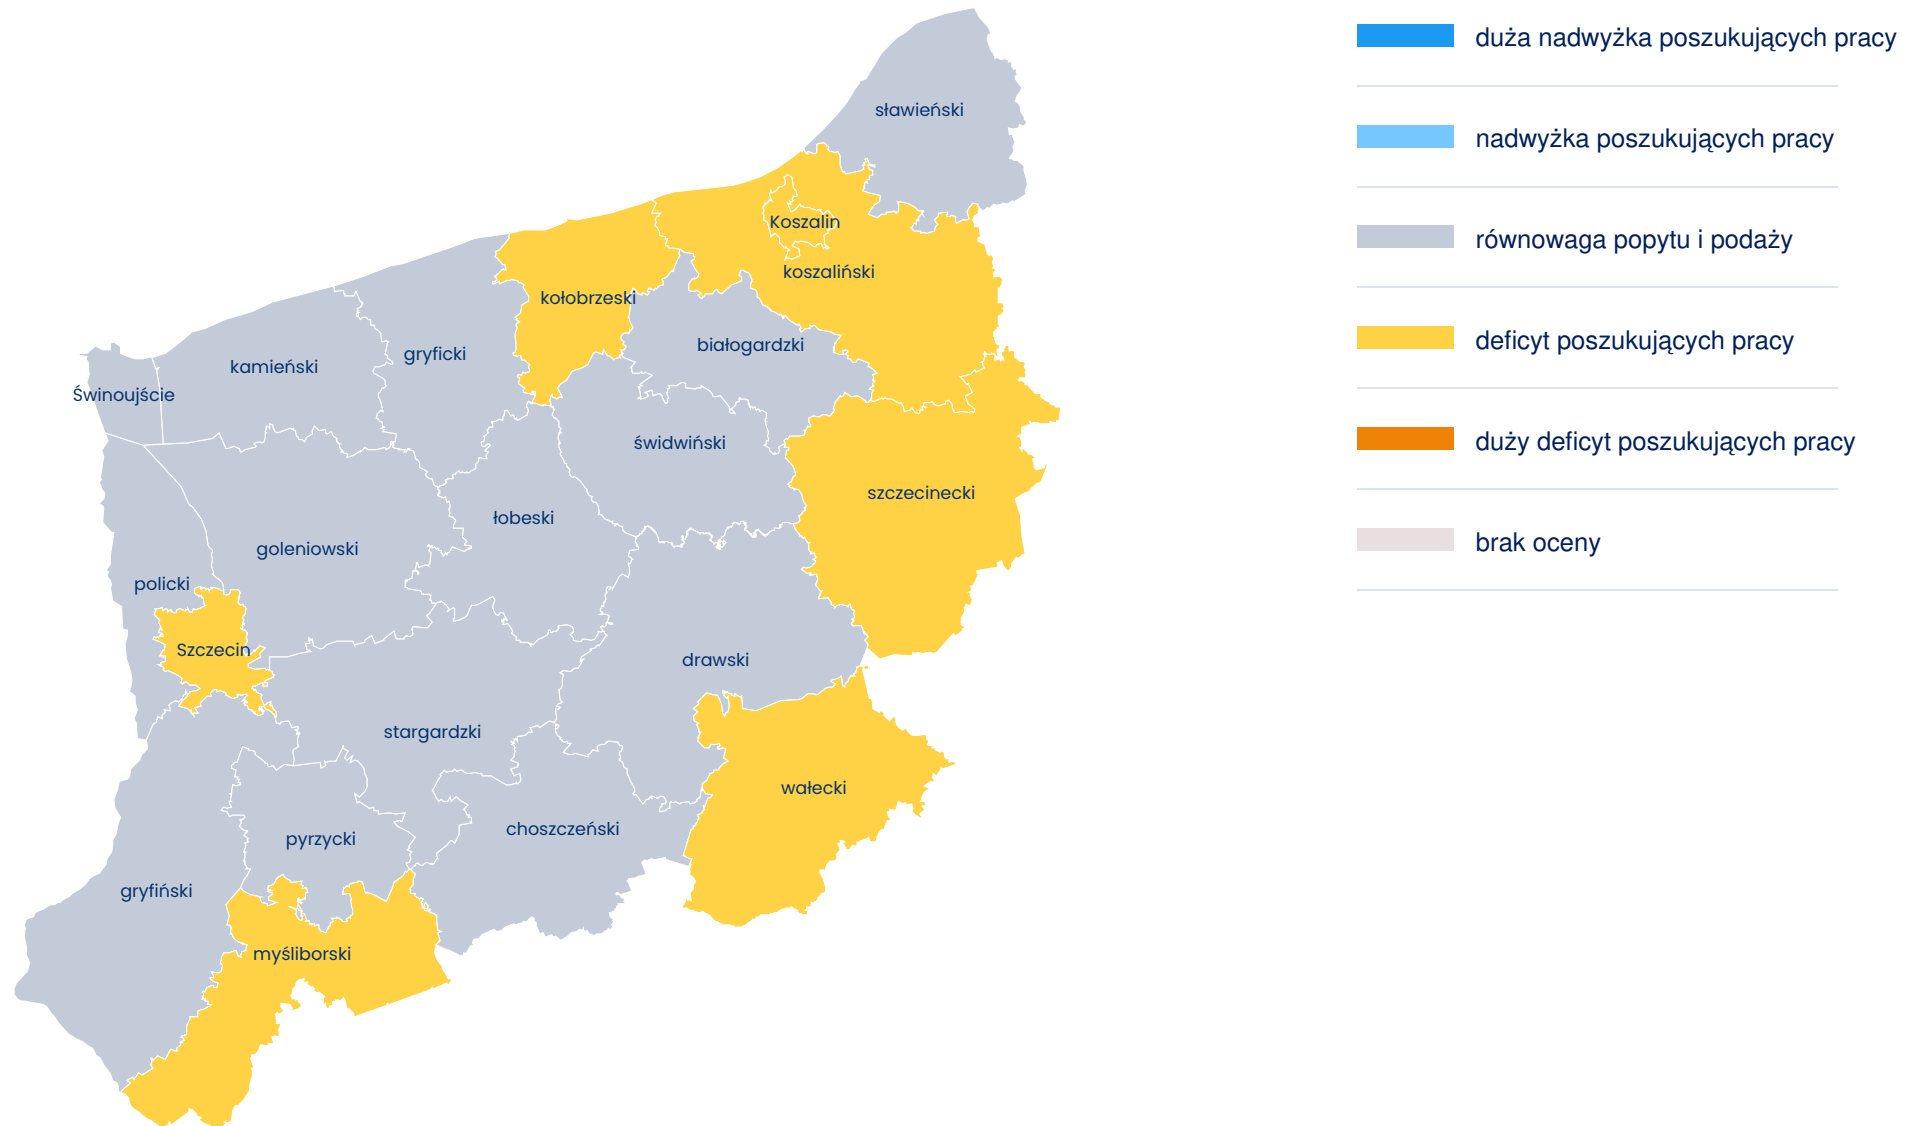 duża nadwyżka poszukujących pracy
nadwyżka poszukujących pracy
równowaga popytu i podaży
deficyt poszukujących pracy
duży deficyt poszukujących pracy
brak oceny
sławieński
Koszalin
koszaliński
kołobrzeski
białogardzki
gryficki
kamieński
Świnoujście
świdwiński
szczecinecki
łobeski
goleniowski
policki
Szczecin
drawski
stargardzki
wałecki
choszczeński
pyrzycki
gryfiński
myśliborski